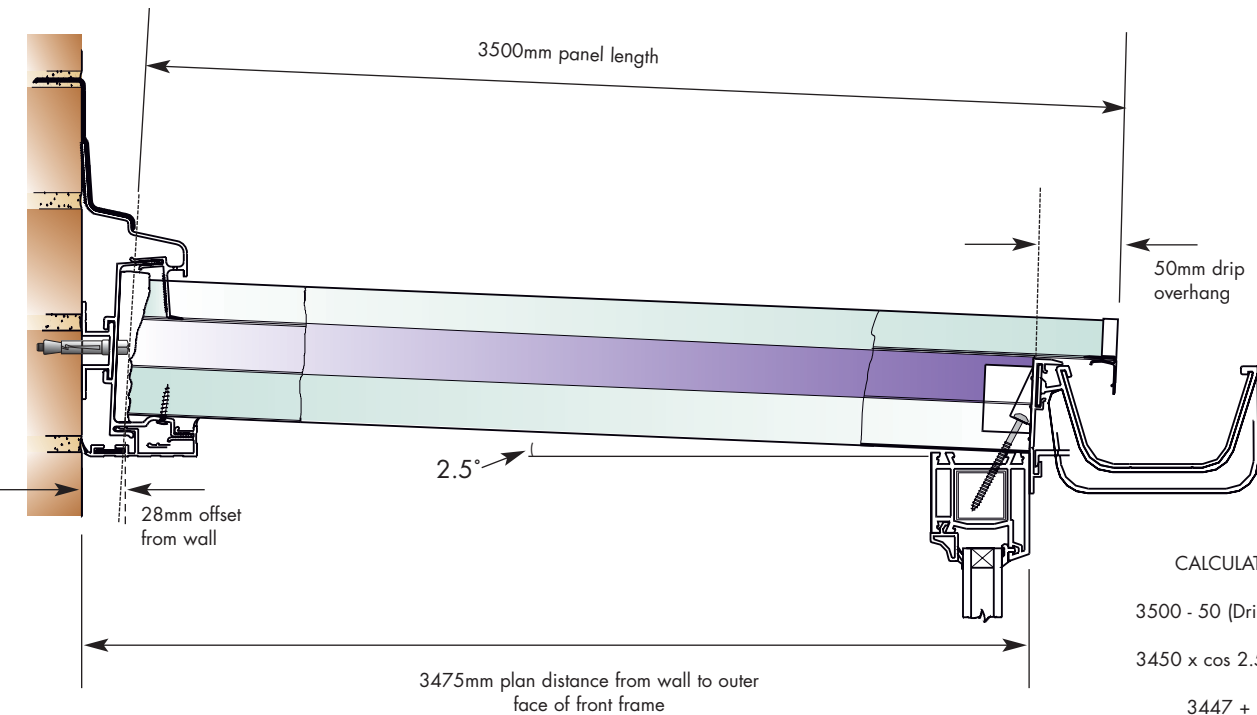 3500mm panel length
50mm drip
overhang
2.5°
28mm offset
from wall
CALCULAT
3500 - 50 (Dri
3450 x cos 2.5
3447 +
3475mm plan distance from wall to outer
face of front frame